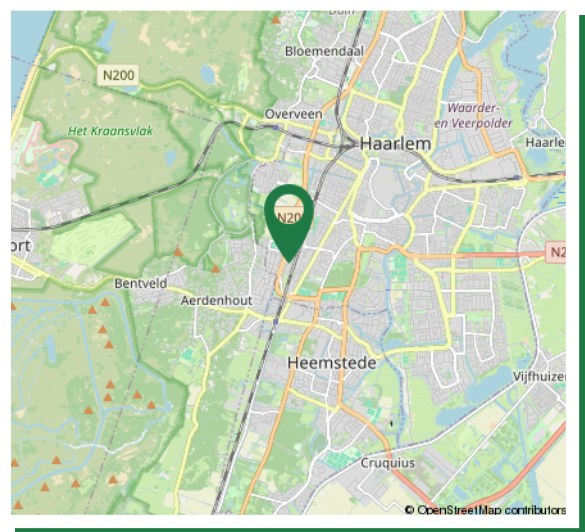 Duin
Bloemendaal
N200
Waarder-
en Veerpolder
Overveen
Het Kraansvlak
Haarlem
Haarle
N20
ort
N2
Bentveld
Aerdenhout
Heemstede
Vijfhuize
Cruquius
© OpenStreetMap contributors